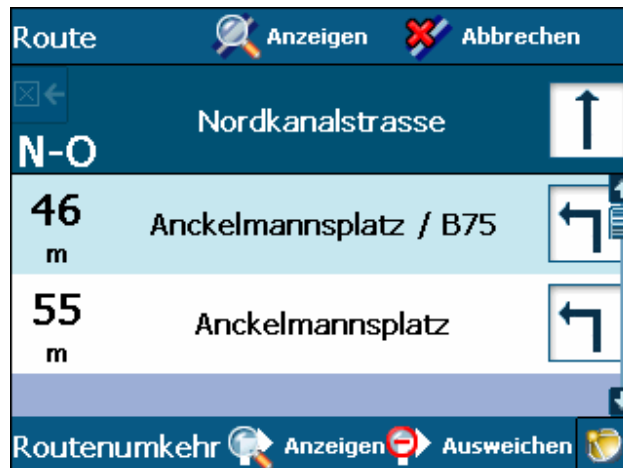 Route Anzeigen Abbrechen
Nordkanalstrasse
N-O
46 m Anckelmannsplatz / B75
55 m Anckelmannsplatz
Routenumkehr Anzeigen Ausweichen